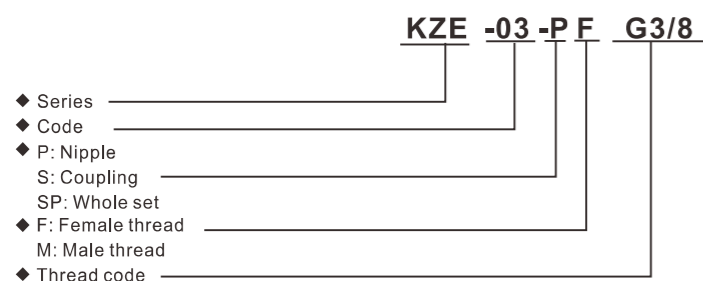 KZE -03 -P F G3/8
◆ Series
◆ Code
◆ P: Nipple
S: Coupling
SP: Whole set
◆ F: Female thread
M: Male thread
◆ Thread code